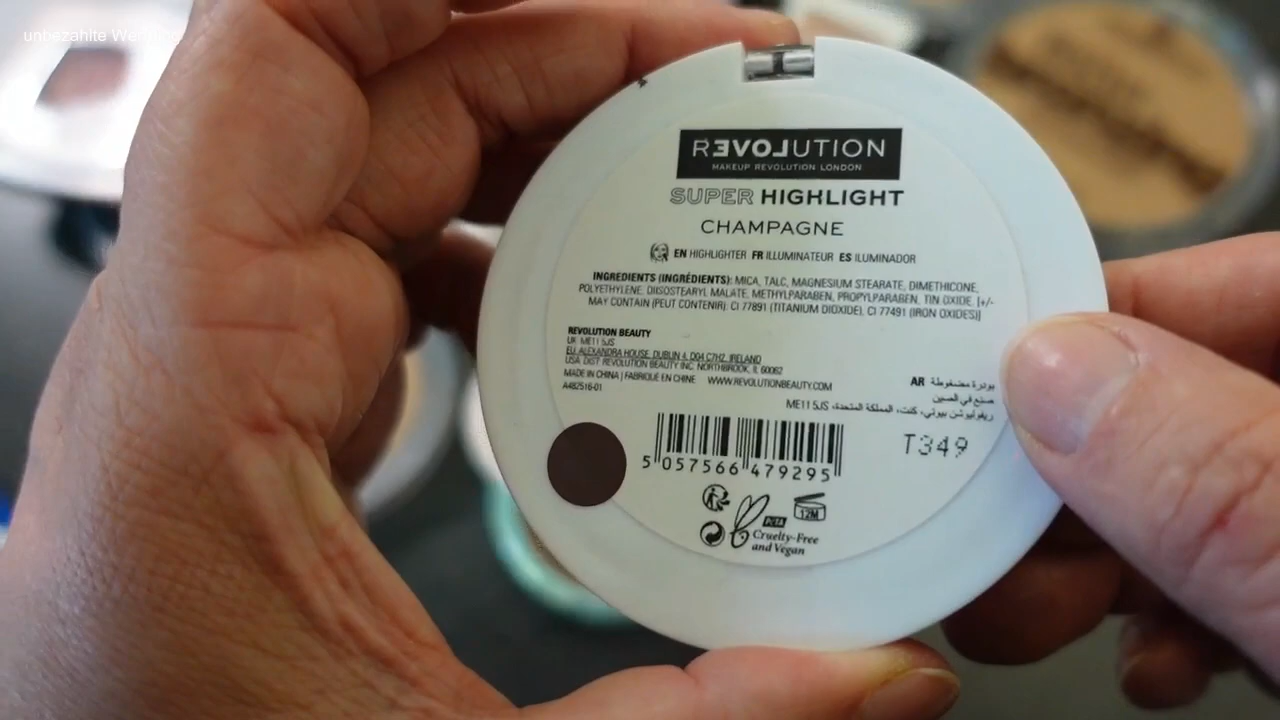 unbezahlte
REVOLUTION
MAKEUP REVOLUTION LONDON
SUPER HIGHLIGHT
CHAMPAGNE
EN HIGHLIGHTER FR ILLUMINATEUR ES ILUMINADOR
INGREDIENTS (INGRÉDIENTS): MICA, TALC, MAGNESIUM STEARATE, DIMETHICONE,
POLYETHYLENE, DIISOSTEARYL MALATE, METHYLPARABEN, PROPYLPARABEN, TIN OXIDE, [+/-
MAY CONTAIN (PEUT CONTENIR): CI 77891 (TITANIUM DIOXIDE), CI 77491 (IRON OXIDES)]
REVOLUTION BEAUTY
UK: ME11 5JS
EU: ALEXANDRA HOUSE, DUBLIN 4, D04 C7H2, IRELAND
USA: DIST. REVOLUTION BEAUTY INC. NORTHBROOK, IL 60062
MADE IN CHINA | FABRIQUÉ EN CHINE WWW.REVOLUTIONBEAUTY.COM
A482516-01
AR بودرة مضغوطة
صنع في الصين
ريفوليوشن بيوتي، كنت، المملكة المتحدة، ME11 5JS
T349
5 057566 479295
12M
PETA
Cruelty-Free
and Vegan